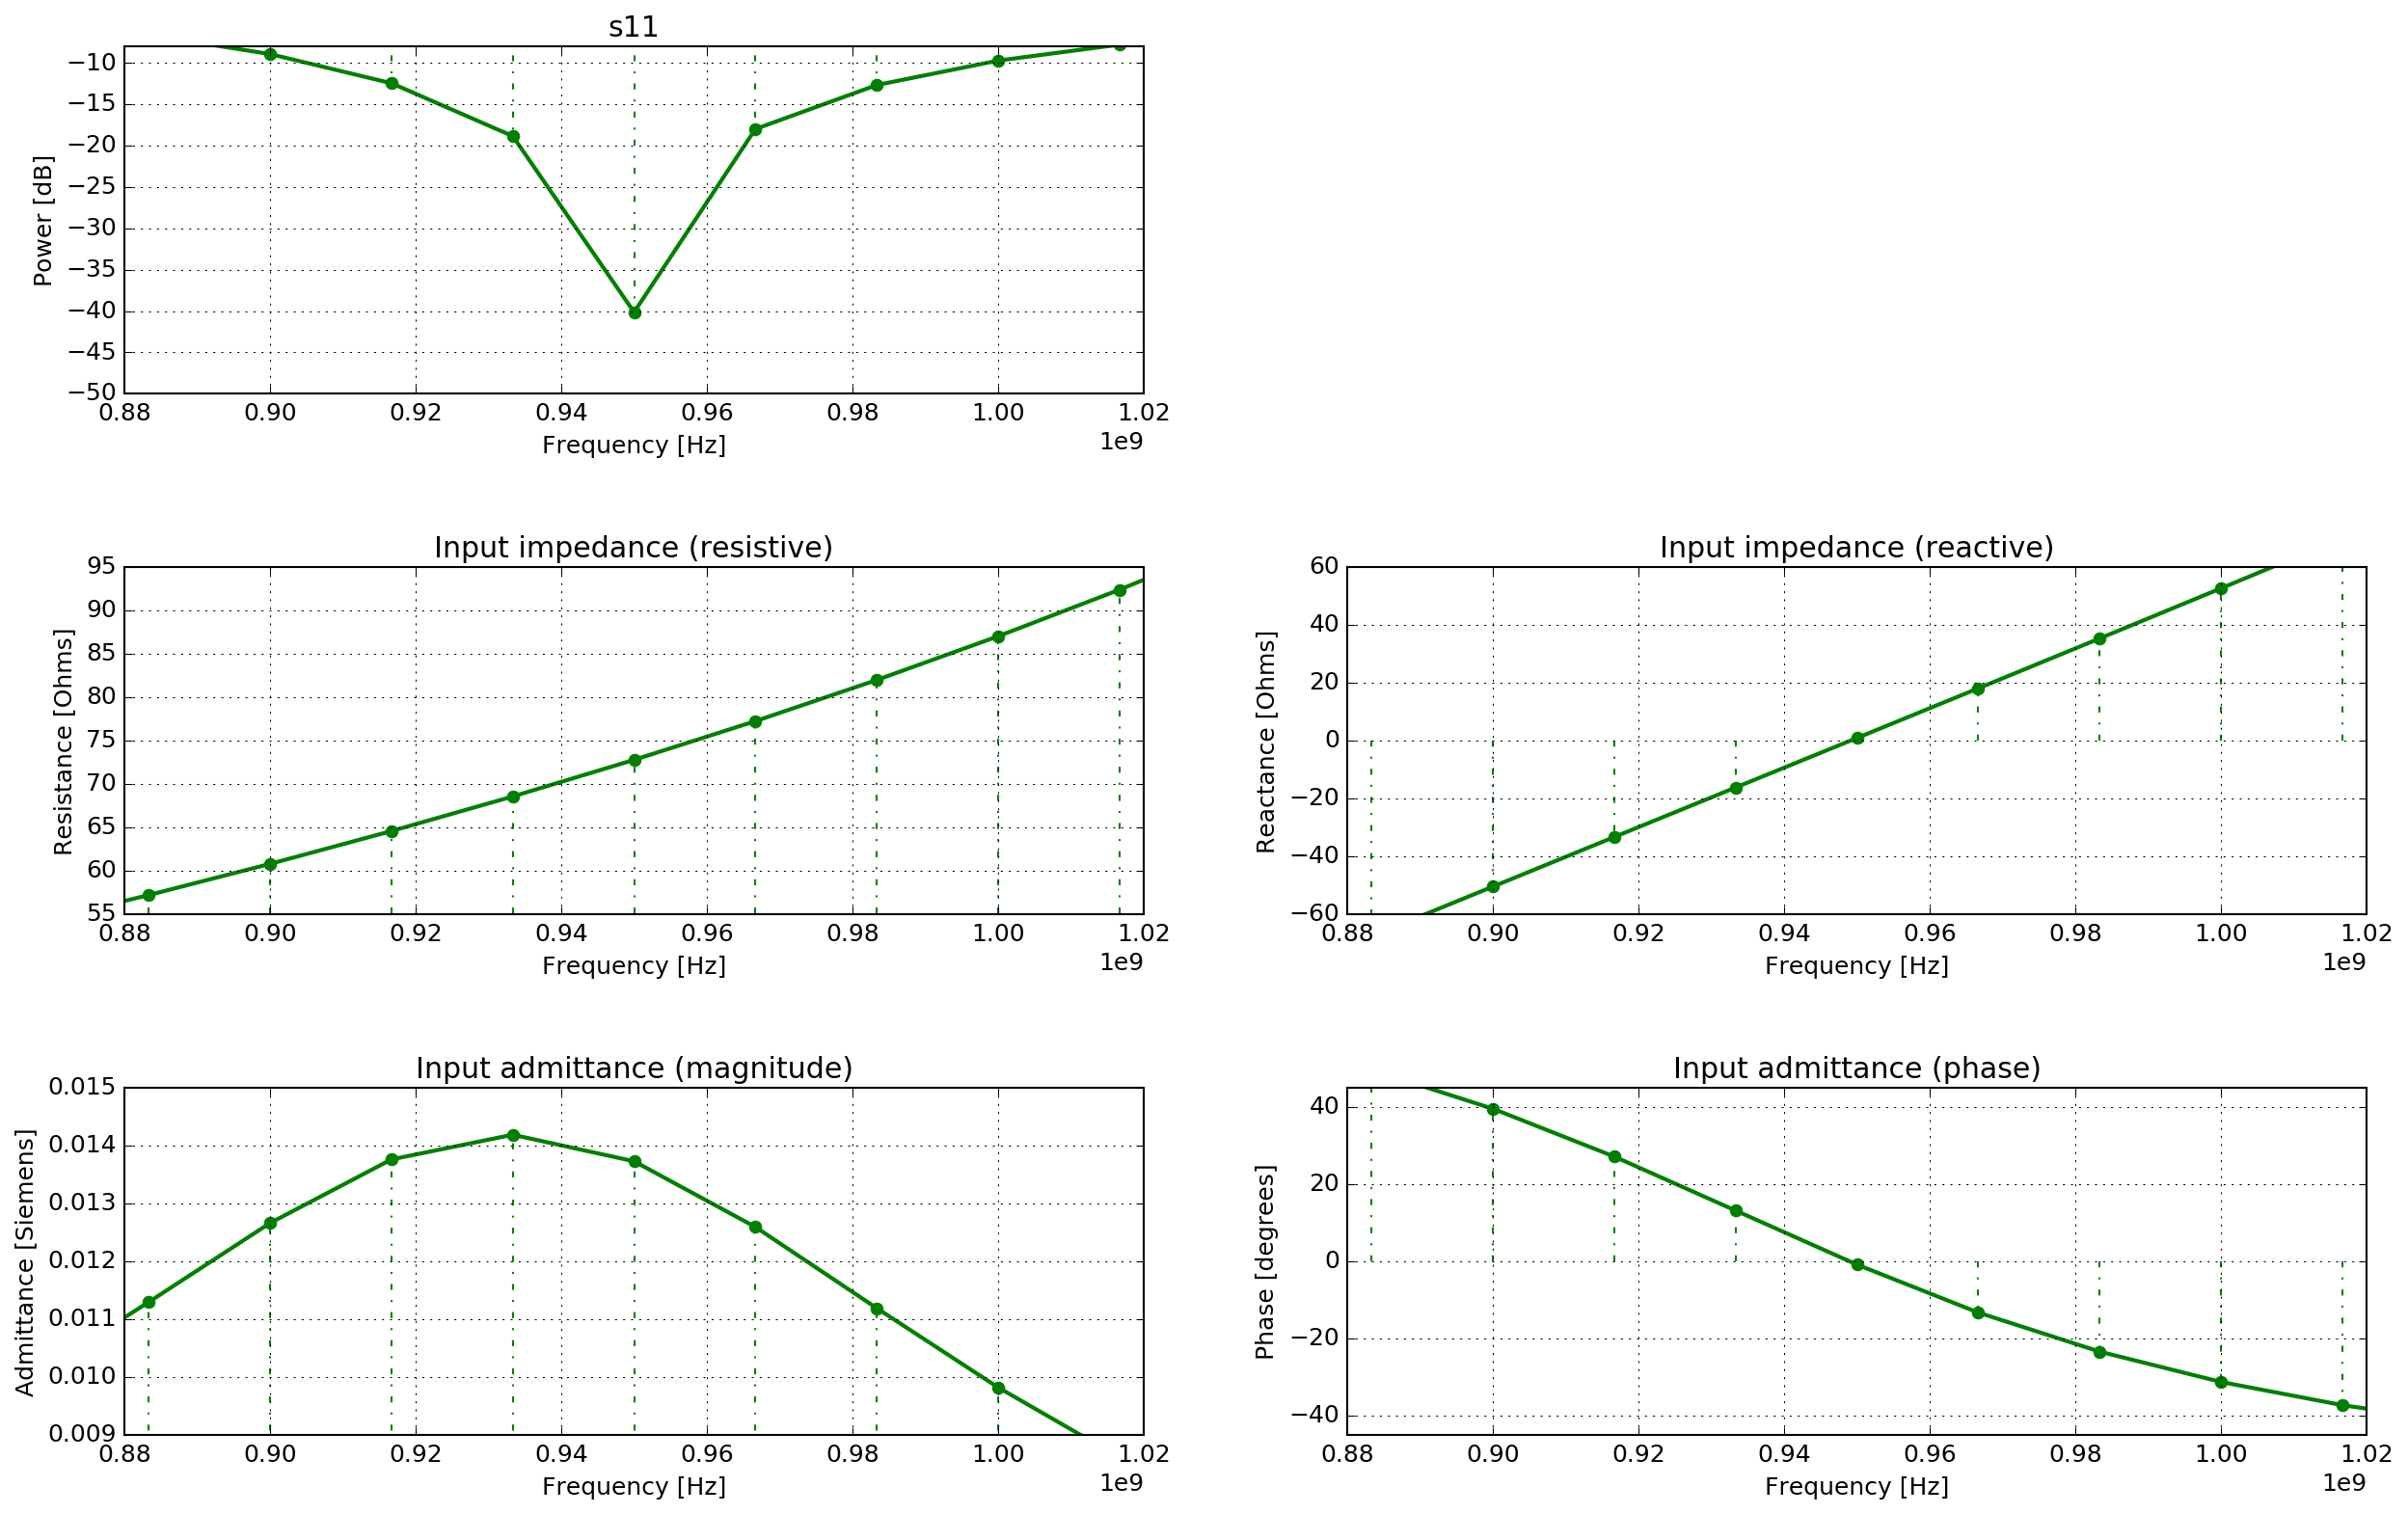 s11
Power [dB]
−10
−15
−20
−25
−30
−35
−40
−45
−50
0.88 0.90 0.92 0.94 0.96 0.98 1.00 1.02
1e9
Frequency [Hz]
Input impedance (resistive)
Resistance [Ohms]
95
90
85
80
75
70
65
60
55
0.88 0.90 0.92 0.94 0.96 0.98 1.00 1.02
1e9
Frequency [Hz]
Input impedance (reactive)
Reactance [Ohms]
60
40
20
0
−20
−40
−60
0.88 0.90 0.92 0.94 0.96 0.98 1.00 1.02
1e9
Frequency [Hz]
Input admittance (magnitude)
Admittance [Siemens]
0.015
0.014
0.013
0.012
0.011
0.010
0.009
0.88 0.90 0.92 0.94 0.96 0.98 1.00 1.02
1e9
Frequency [Hz]
Input admittance (phase)
Phase [degrees]
40
20
0
−20
−40
0.88 0.90 0.92 0.94 0.96 0.98 1.00 1.02
1e9
Frequency [Hz]